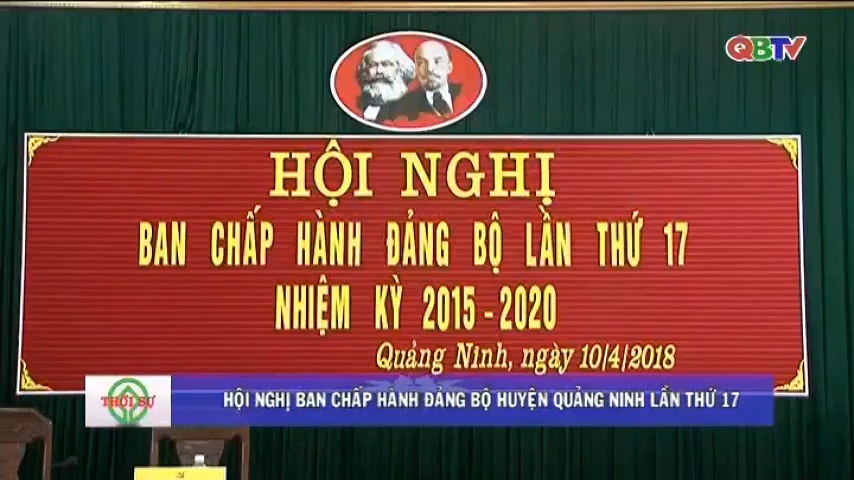 QBTV
HỘI NGHỊ
BAN CHẤP HÀNH ĐẢNG BỘ LẦN THỨ 17
NHIỆM KỲ 2015-2020
Quảng Ninh, ngày 10/4/2018
THỜI SỰ
HỘI NGHỊ BAN CHẤP HÀNH ĐẢNG BỘ HUYỆN QUẢNG NINH LẦN THỨ 17